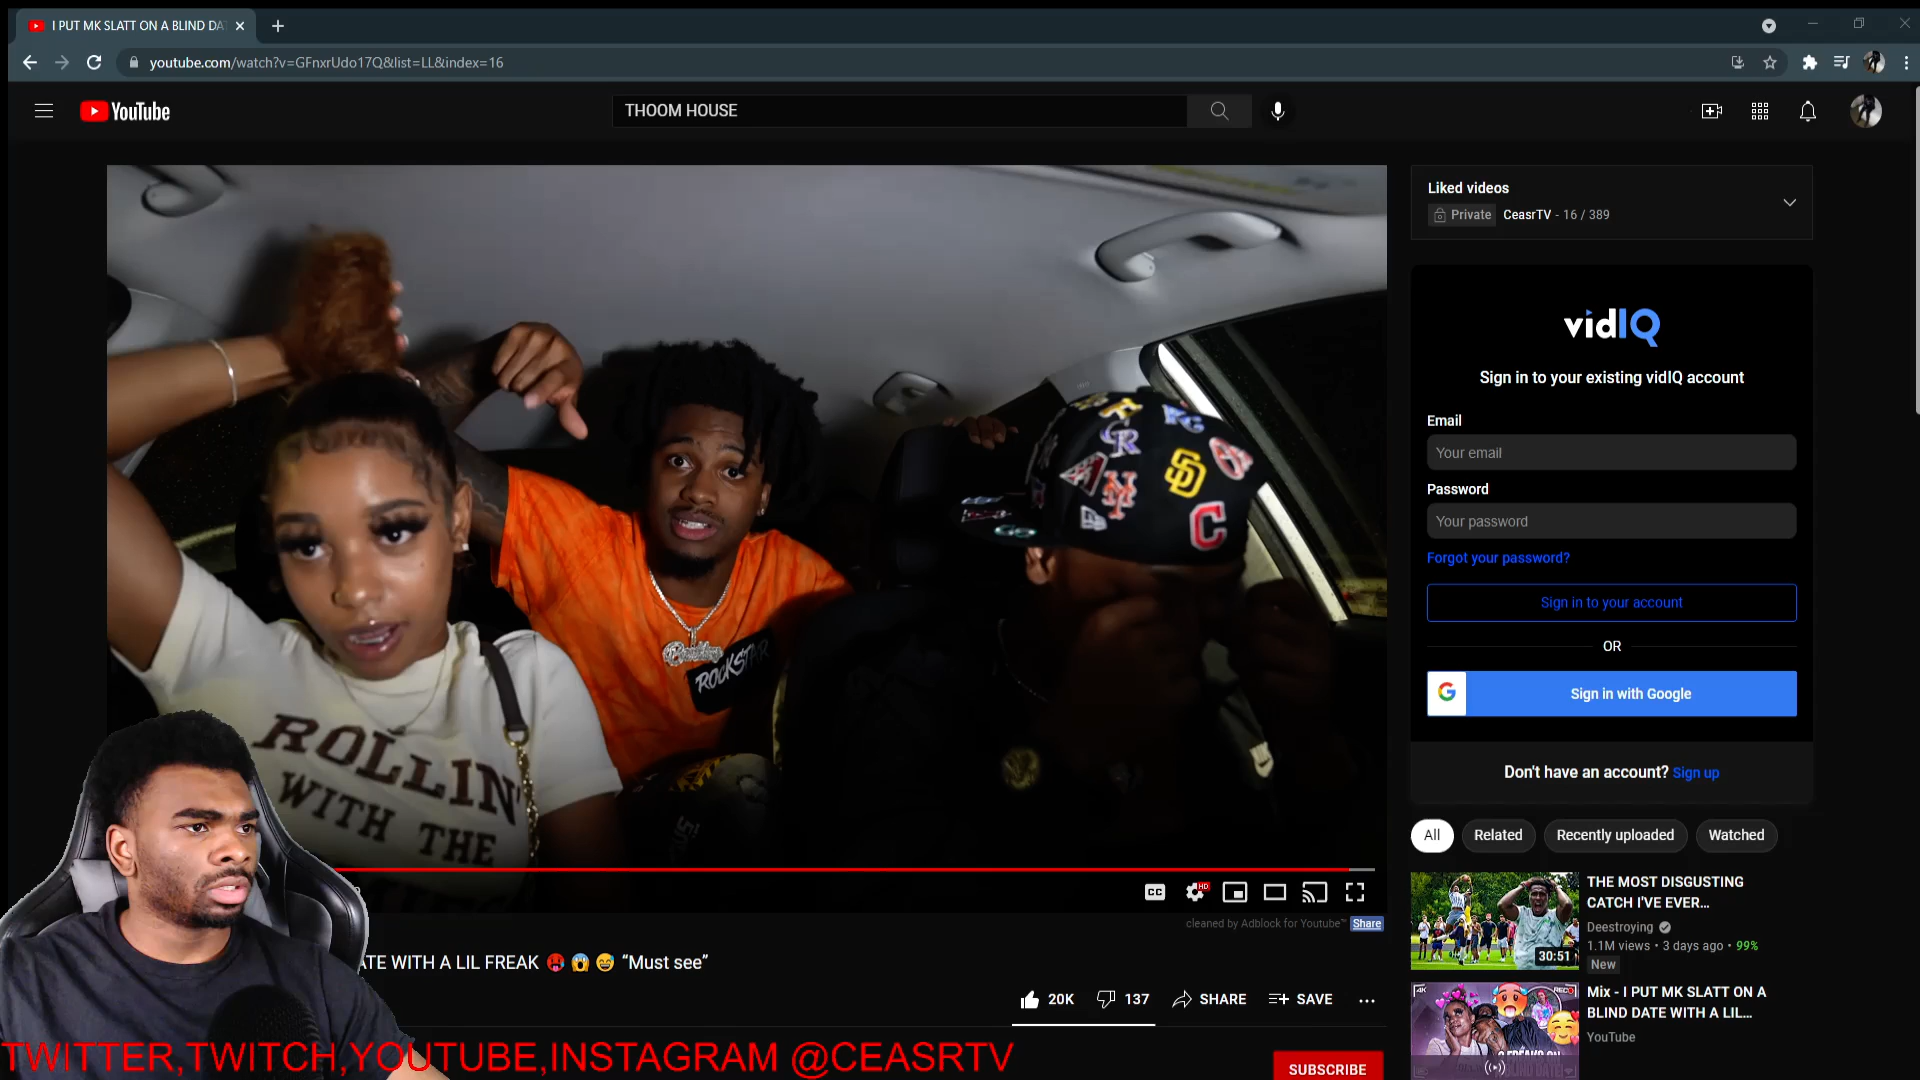 I PUT MK SLATT ON A BLIND DA
youtube.com/watch?v=GFnxrUdo17Q&list=LL&index=16
YouTube
THOOM HOUSE
Liked videos
Private CeasrTV - 16 / 389
vidIQ
Sign in to your existing vidIQ account
Email
Your email
Password
Your password
Forgot your password?
Sign in to your account
OR
G Sign in with Google
Don't have an account? Sign up
All Related Recently uploaded Watched
THE MOST DISGUSTING
CATCH I'VE EVER...
Deestroying
1.1M views • 3 days ago • 99%
New
30:51
Mix - I PUT MK SLATT ON A
BLIND DATE WITH A LIL...
YouTube
4K
REC
ROCKSTAR
ROLLIN'
WITH THE
CC
HD
cleaned by Adblock for Youtube™ Share
ATE WITH A LIL FREAK 🥵 😱 😅 “Must see”
20K 137 SHARE SAVE
SUBSCRIBE
TWITTER,TWITCH,YOUTUBE,INSTAGRAM @CEASRTV